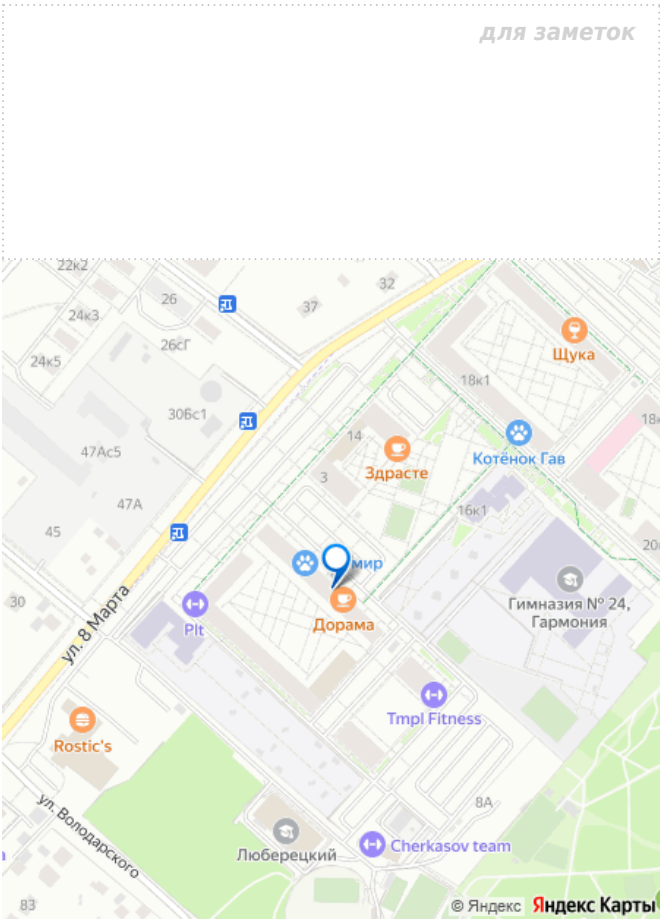 для заметок
22к2
32
26
37
24к3
26сГ
24к5
Щука
18к1
30Бс1
18к
14
47Ас5
Здрасте
Котёнок Гав
3
47А
16к1
45
20
мир
30
Гимназия № 24,
Гармония
ул. 8 Марта
Plt
Дорама
Tmpl Fitness
Rostic's
8А
ул. Володарского
Cherkasov team
Люберецкий
83
© Яндекс Яндекс Карты